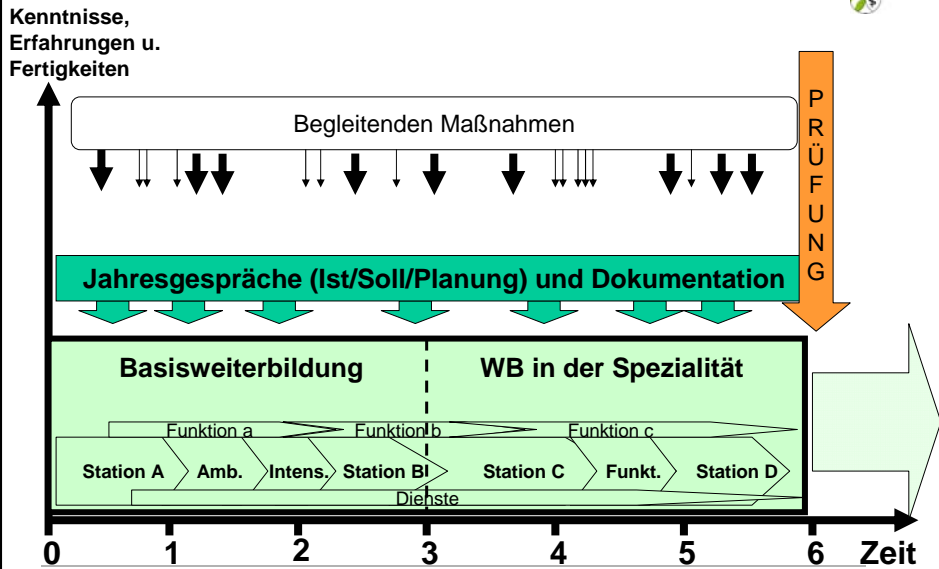 Kenntnisse,
Erfahrungen u.
Fertigkeiten
Begleitenden Maßnahmen
PRÜFUNG
Jahresgespräche (Ist/Soll/Planung) und Dokumentation
Basisweiterbildung
WB in der Spezialität
Funktion a
Funktion b
Funktion c
Station A
Amb.
Intens.
Station B
Station C
Funkt.
Station D
Dienste
0 1 2 3 4 5 6 Zeit